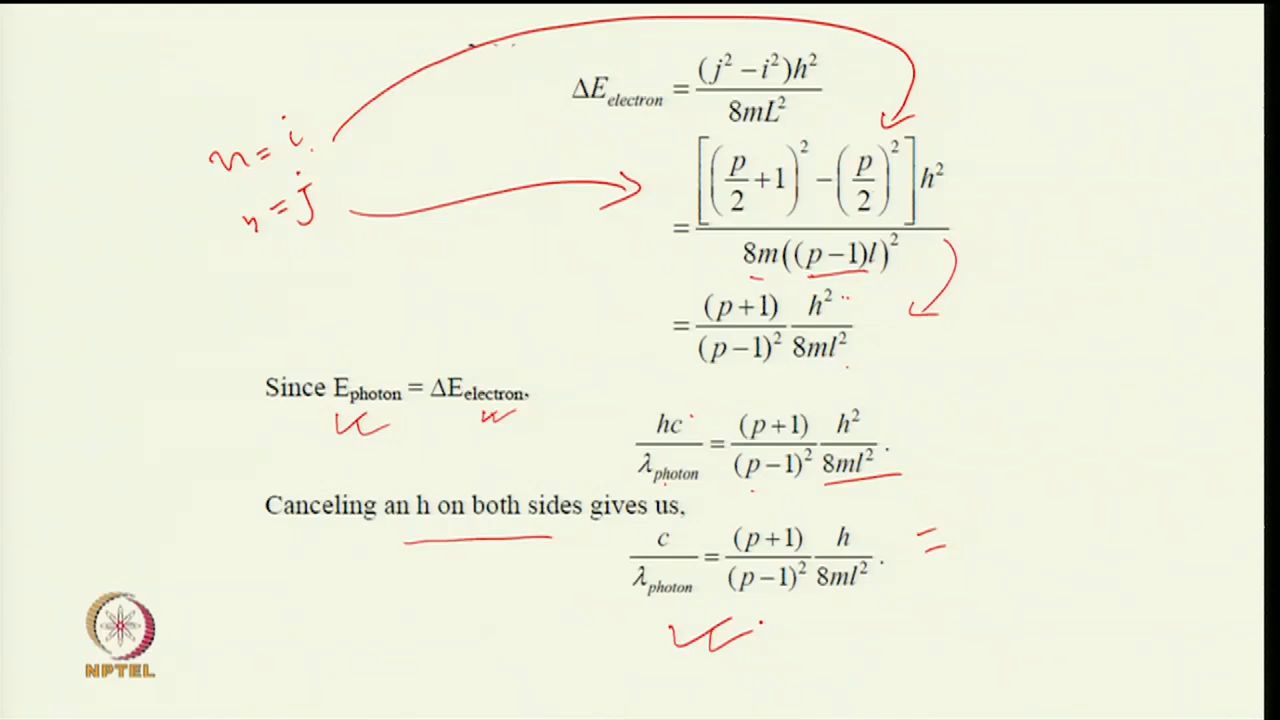 ΔE_electron = (j² − i²)h² / 8mL²
n = i
n = j
= [(p/2 + 1)² − (p/2)²] h² / 8m((p − 1)l)²
= (p + 1) / (p − 1)² h² / 8ml²
Since E_photon = ΔE_electron,
hc / λ_photon = (p + 1) / (p − 1)² h² / 8ml² .
Canceling an h on both sides gives us,
c / λ_photon = (p + 1) / (p − 1)² h / 8ml² . =
NPTEL